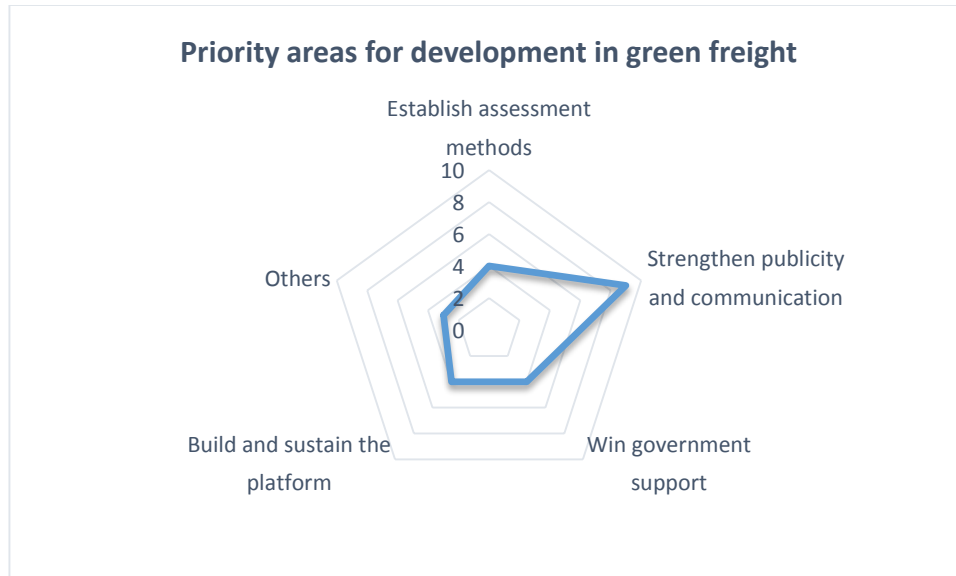 Priority areas for development in green freight
Establish assessment
methods
10
8
6
4
2
0
Strengthen publicity
and communication
Win government
support
Build and sustain the
platform
Others